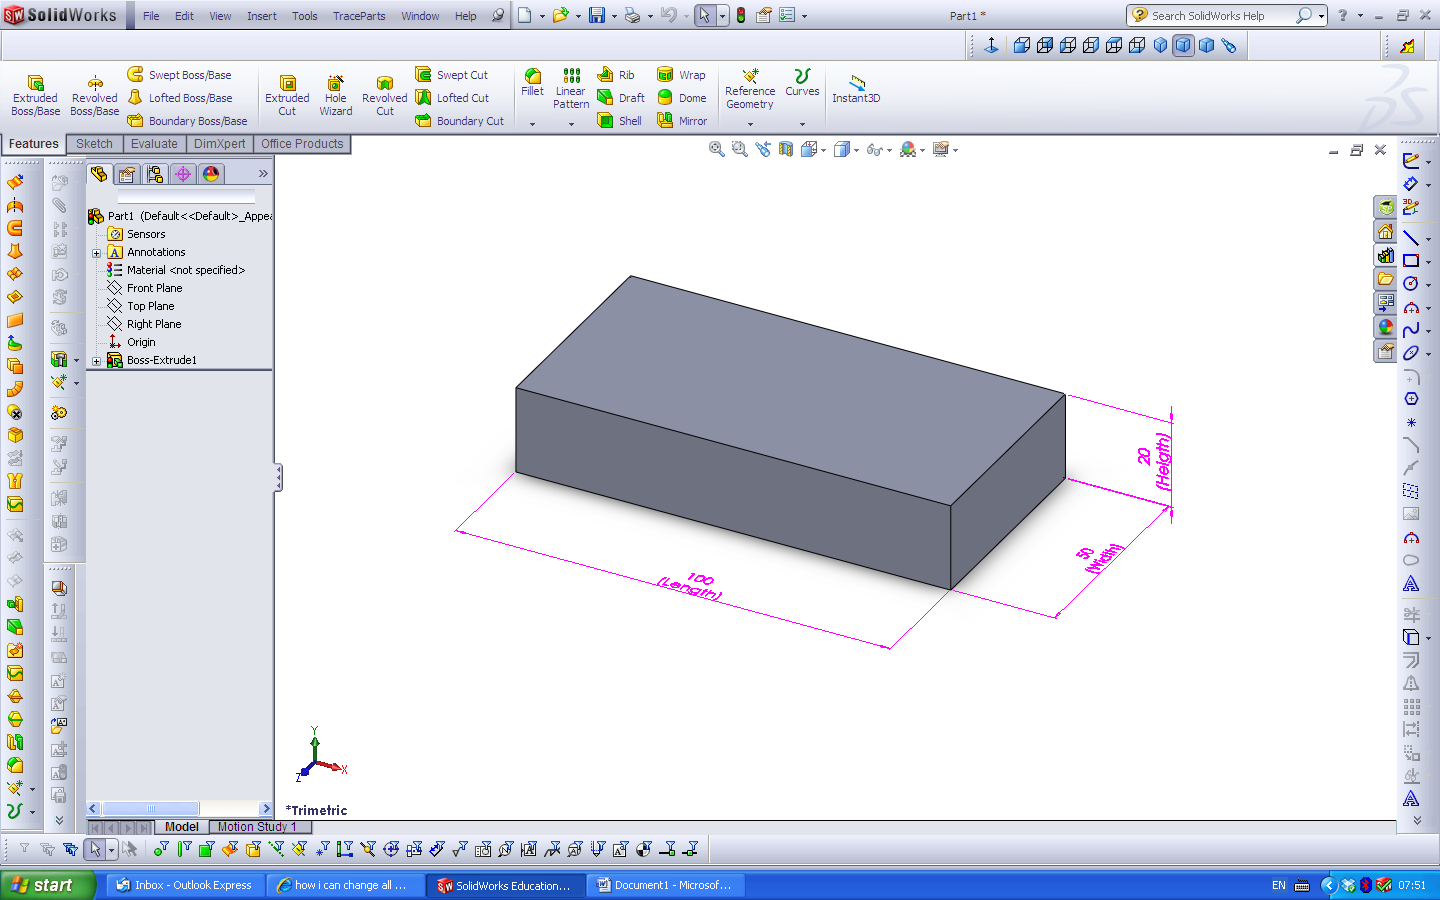 SolidWorks
File Edit View Insert Tools TraceParts Window Help
Part1 *
Search SolidWorks Help
Extruded Boss/Base
Revolved Boss/Base
Swept Boss/Base
Lofted Boss/Base
Boundary Boss/Base
Extruded Cut
Hole Wizard
Revolved Cut
Swept Cut
Lofted Cut
Boundary Cut
Fillet
Linear Pattern
Rib
Draft
Shell
Wrap
Dome
Mirror
Reference Geometry
Curves
Instant3D
Features Sketch Evaluate DimXpert Office Products
Part1 (Default<<Default>_Appea
Sensors
Annotations
Material <not specified>
Front Plane
Top Plane
Right Plane
Origin
Boss-Extrude1
20
(Heigth)
50
(Width)
100
(Length)
Y
X
Z
*Trimetric
Model Motion Study 1
start
Inbox - Outlook Express
how i can change all ...
SolidWorks Education...
Document1 - Microsof...
EN
07:51